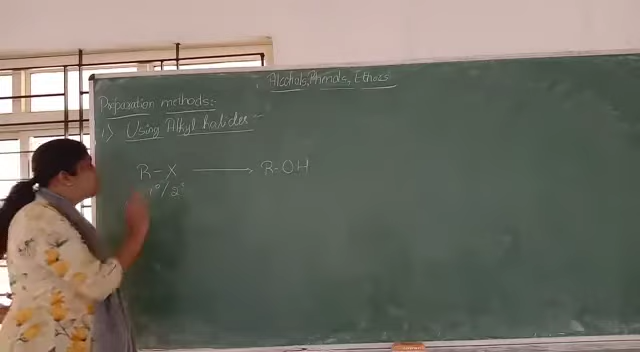 Alcohols, Phenols, Ethers
Preparation methods:-
1) Using Alkyl halides:-
R-X ⟶ R-OH
1°/2°